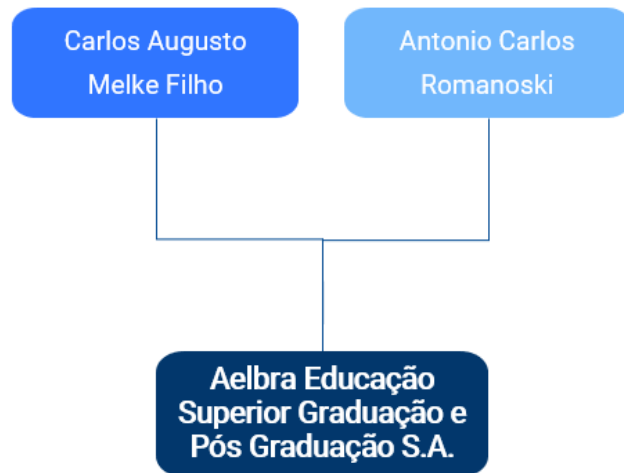 Carlos Augusto
Melke Filho
Antonio Carlos
Romanoski
Aelbra Educação
Superior Graduação e
Pós Graduação S.A.